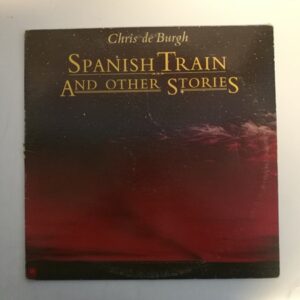 Chris de Burgh
SPANISH TRAIN
AND OTHER STORIES